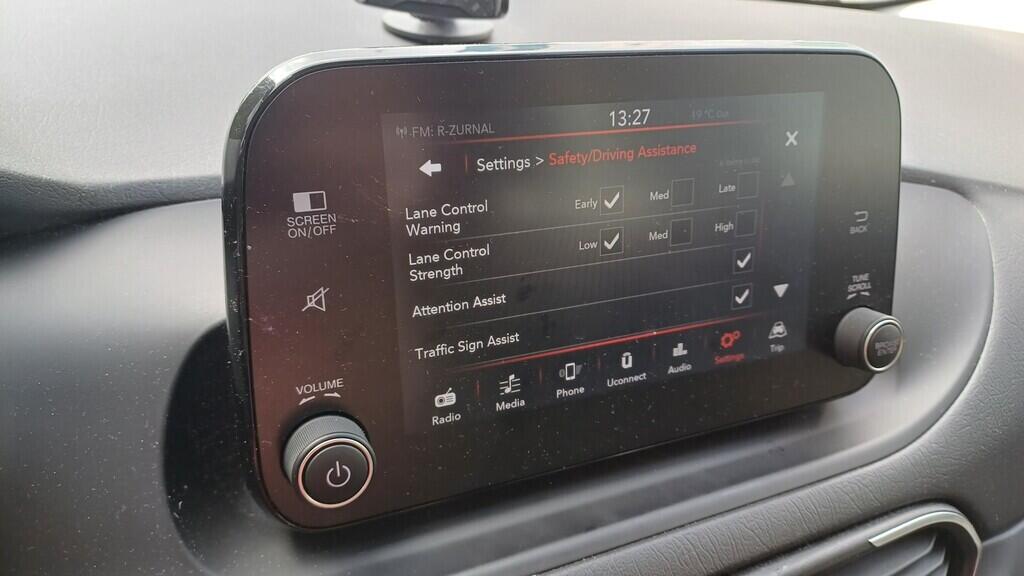 FM: R-ZURNAL 13:27 49 °C Out
Settings > Safety/Driving Assistance
Lane Control
Warning
Early Med Late
Lane Control
Strength
Low Med High
Attention Assist
Traffic Sign Assist
Radio Media Phone Uconnect Audio Settings Trip
SCREEN
ON/OFF
VOLUME
BACK
TUNE
SCROLL
BROWSE
ENTER